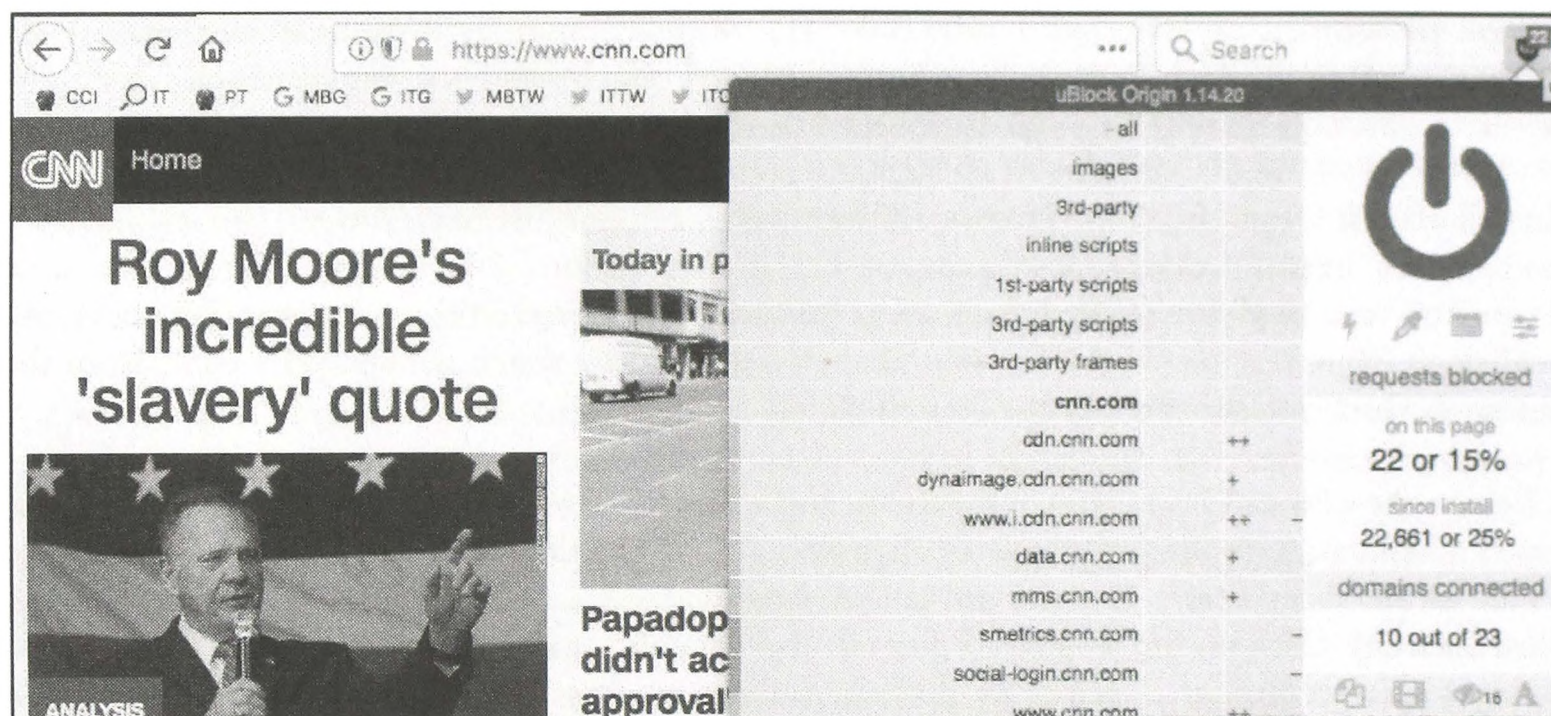 https://www.cnn.com
Search
22
CCI IT PT MBG ITG MBTW ITTW
uBlock Origin 1.14.20
CNN Home
Roy Moore's
incredible
'slavery' quote
ANALYSIS
Today in p
Papadop
didn't ac
approval
all
images
3rd-party
inline scripts
1st-party scripts
3rd-party scripts
3rd-party frames
cnn.com
cdn.cnn.com ++
dynaimage.cdn.cnn.com +
www.i.cdn.cnn.com ++ –
data.cnn.com +
mms.cnn.com +
smetrics.cnn.com –
social-login.cnn.com –
www.cnn.com ++
requests blocked
on this page
22 or 15%
since install
22,661 or 25%
domains connected
10 out of 23
16 A